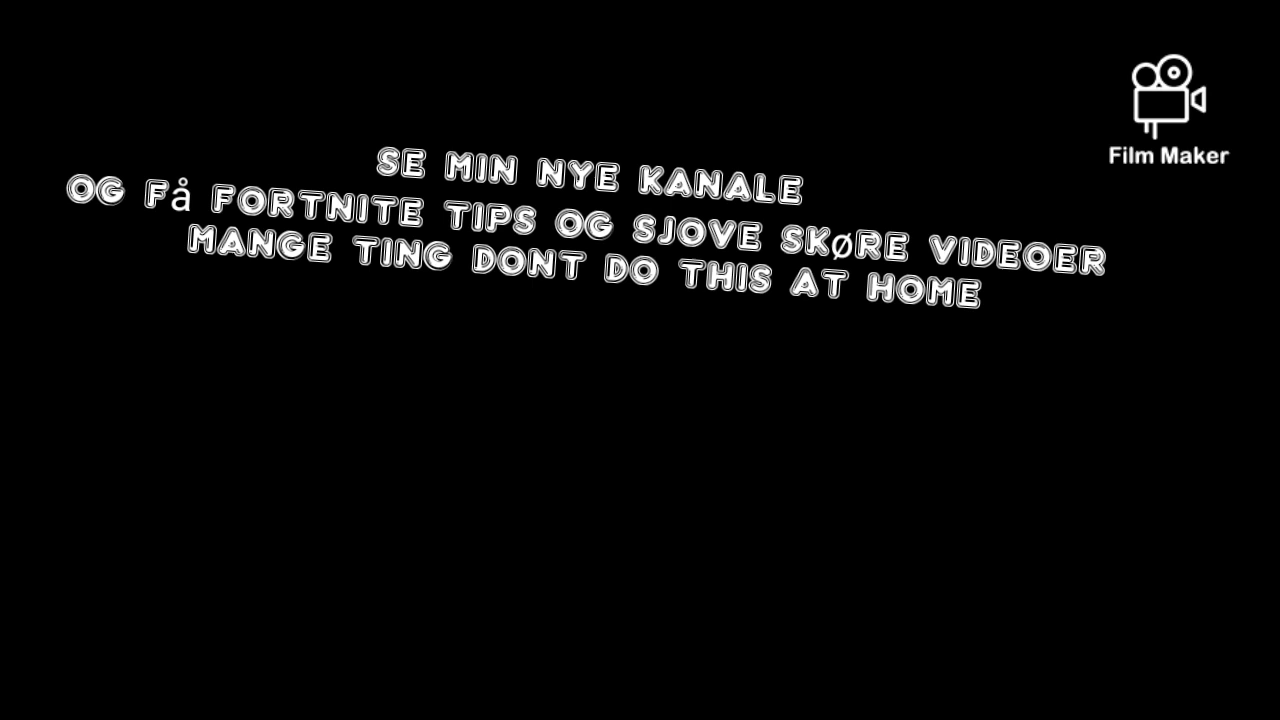 SE MIN NYE KANALE
OG Få FORTNITE TIPS OG SJOVE SKøRE VIDEOER
MANGE TING DONT DO THIS AT HOME
Film Maker